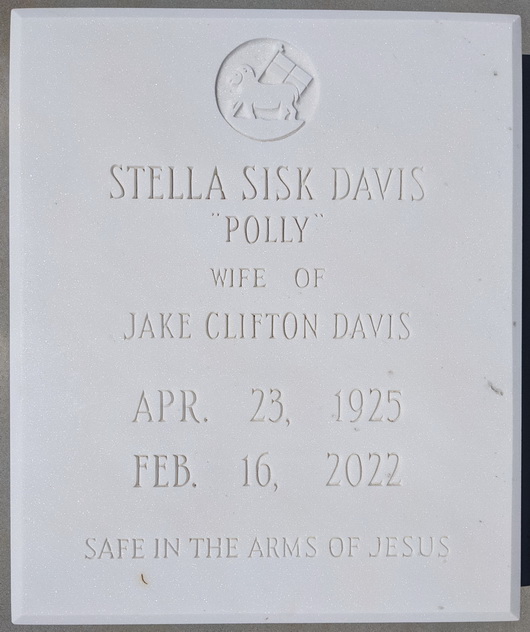 STELLA SISK DAVIS
"POLLY"
WIFE OF
JAKE CLIFTON DAVIS
APR. 23, 1925
FEB. 16, 2022
SAFE IN THE ARMS OF JESUS